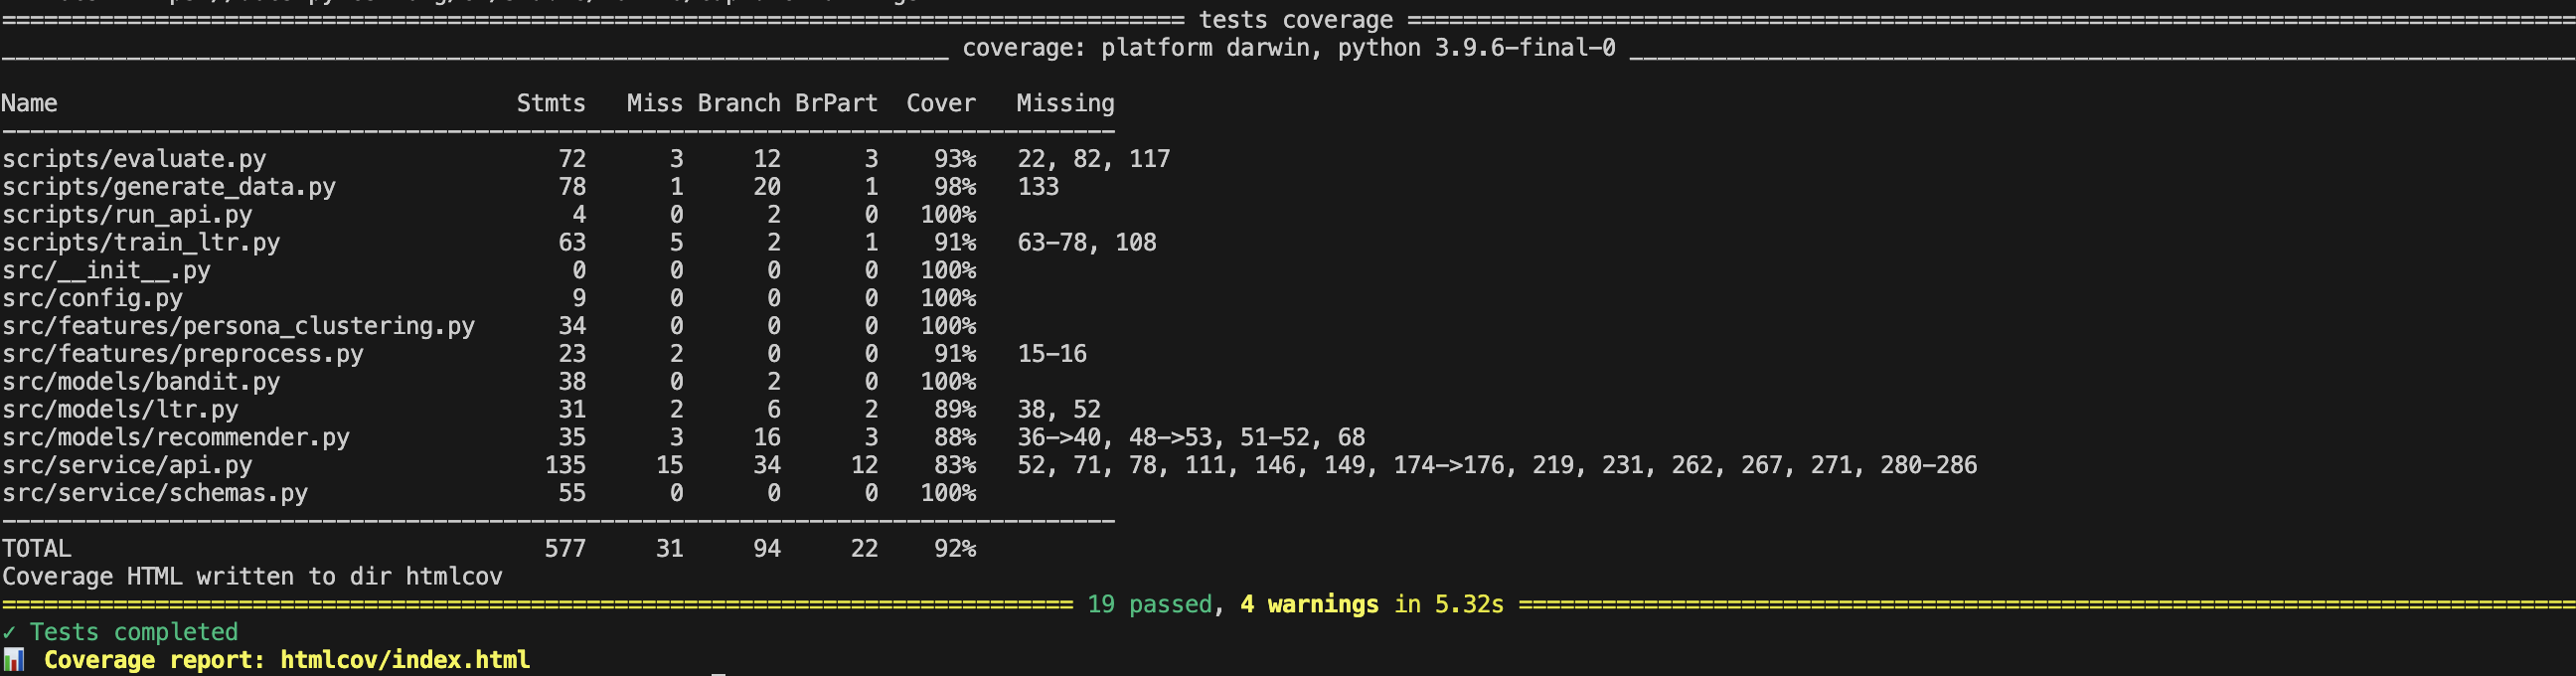 tests coverage
coverage: platform darwin, python 3.9.6-final-0
Name Stmts Miss Branch BrPart Cover Missing
scripts/evaluate.py 72 3 12 3 93% 22, 82, 117
scripts/generate_data.py 78 1 20 1 98% 133
scripts/run_api.py 4 0 2 0 100%
scripts/train_ltr.py 63 5 2 1 91% 63-78, 108
src/__init__.py 0 0 0 0 100%
src/config.py 9 0 0 0 100%
src/features/persona_clustering.py 34 0 0 0 100%
src/features/preprocess.py 23 2 0 0 91% 15-16
src/models/bandit.py 38 0 2 0 100%
src/models/ltr.py 31 2 6 2 89% 38, 52
src/models/recommender.py 35 3 16 3 88% 36->40, 48->53, 51-52, 68
src/service/api.py 135 15 34 12 83% 52, 71, 78, 111, 146, 149, 174->176, 219, 231, 262, 267, 271, 280-286
src/service/schemas.py 55 0 0 0 100%
TOTAL 577 31 94 22 92%
Coverage HTML written to dir htmlcov
19 passed, 4 warnings in 5.32s
✓ Tests completed
📊 Coverage report: htmlcov/index.html